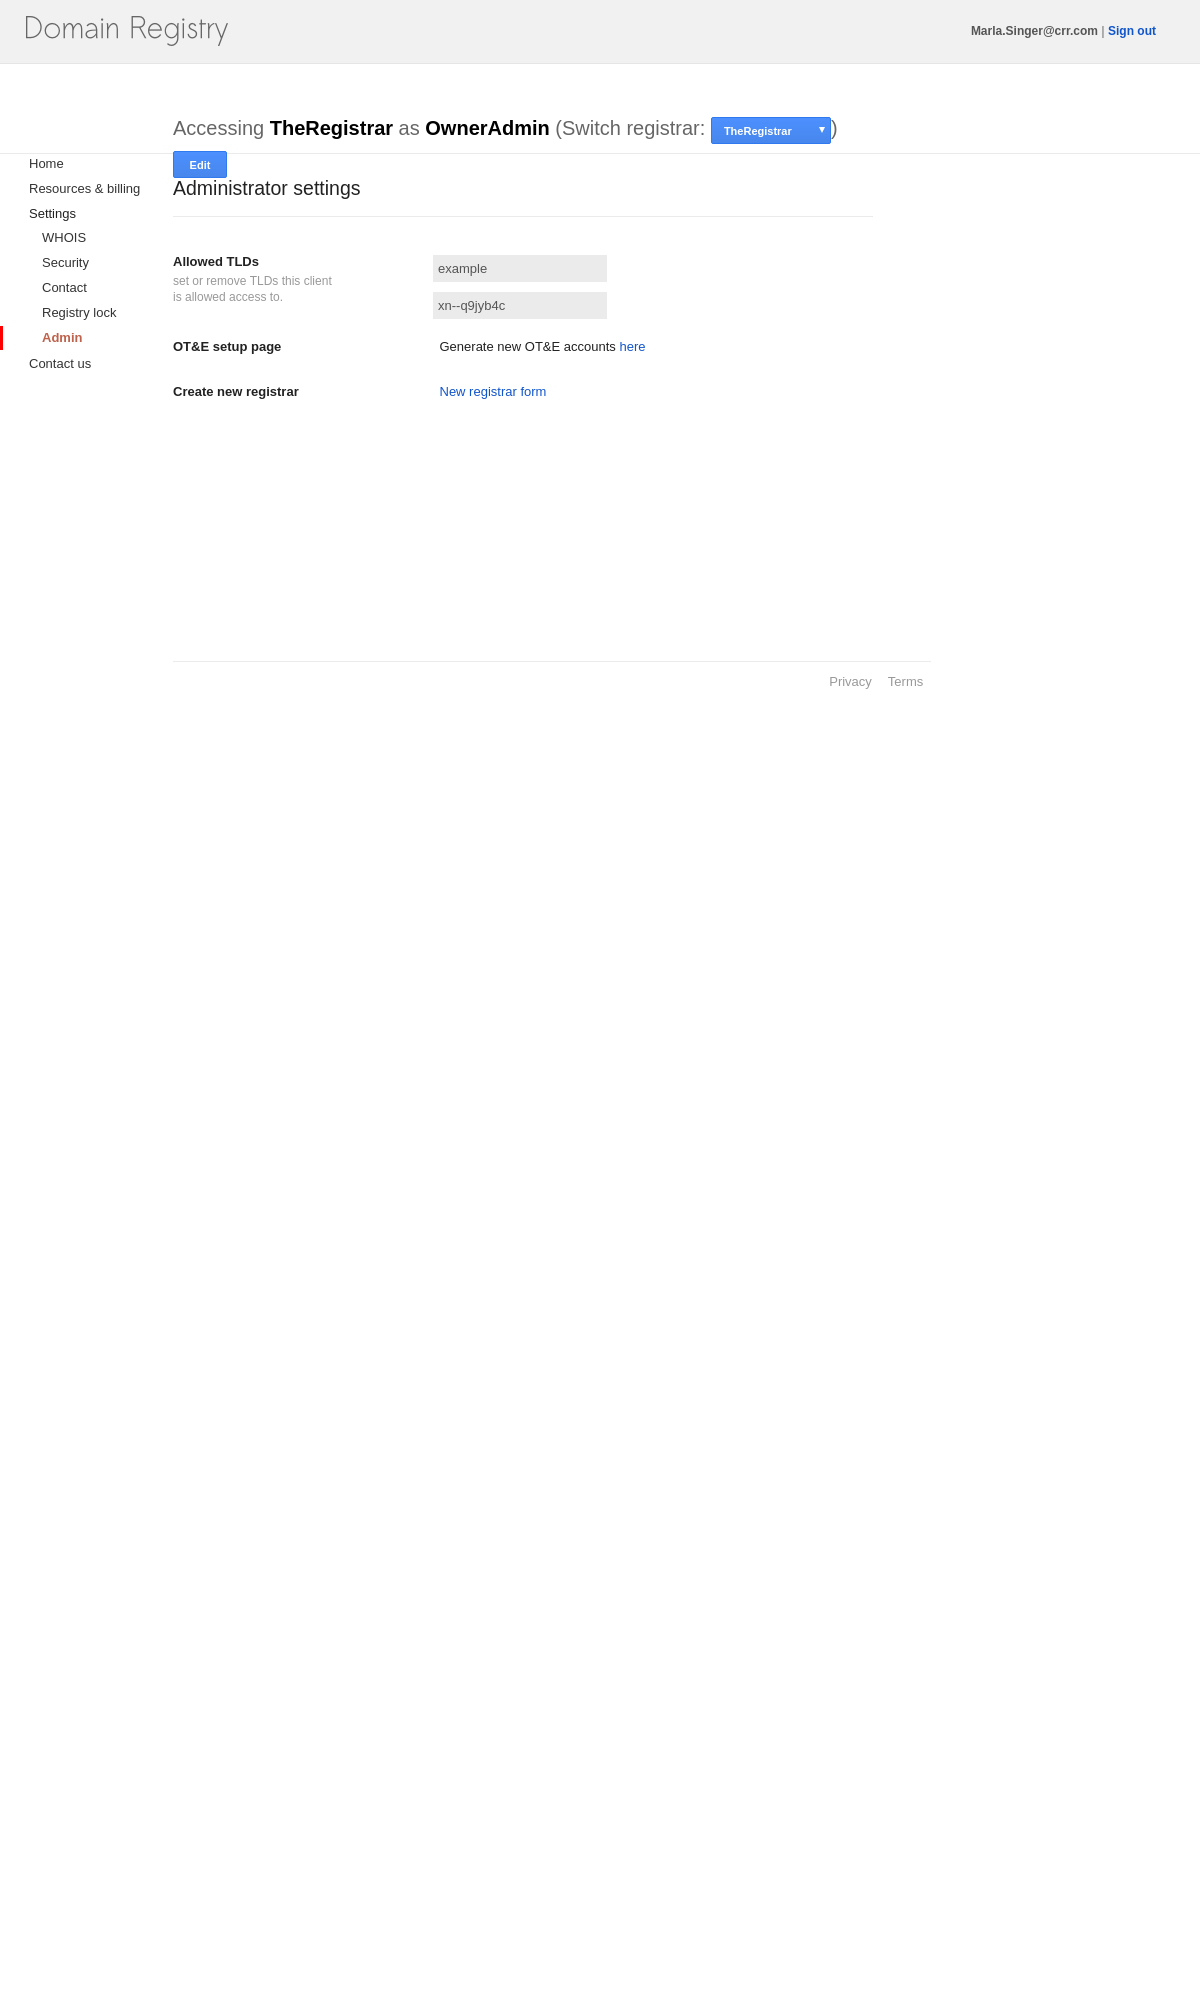 Domain Registry
Marla.Singer@crr.com | Sign out
Accessing TheRegistrar as OwnerAdmin (Switch registrar: TheRegistrar ▼)
Edit
Home
Resources & billing
Settings
WHOIS
Security
Contact
Registry lock
Admin
Contact us
Administrator settings
Allowed TLDs
set or remove TLDs this client
is allowed access to.
example
xn--q9jyb4c
OT&E setup page
Generate new OT&E accounts here
Create new registrar
New registrar form
Privacy Terms